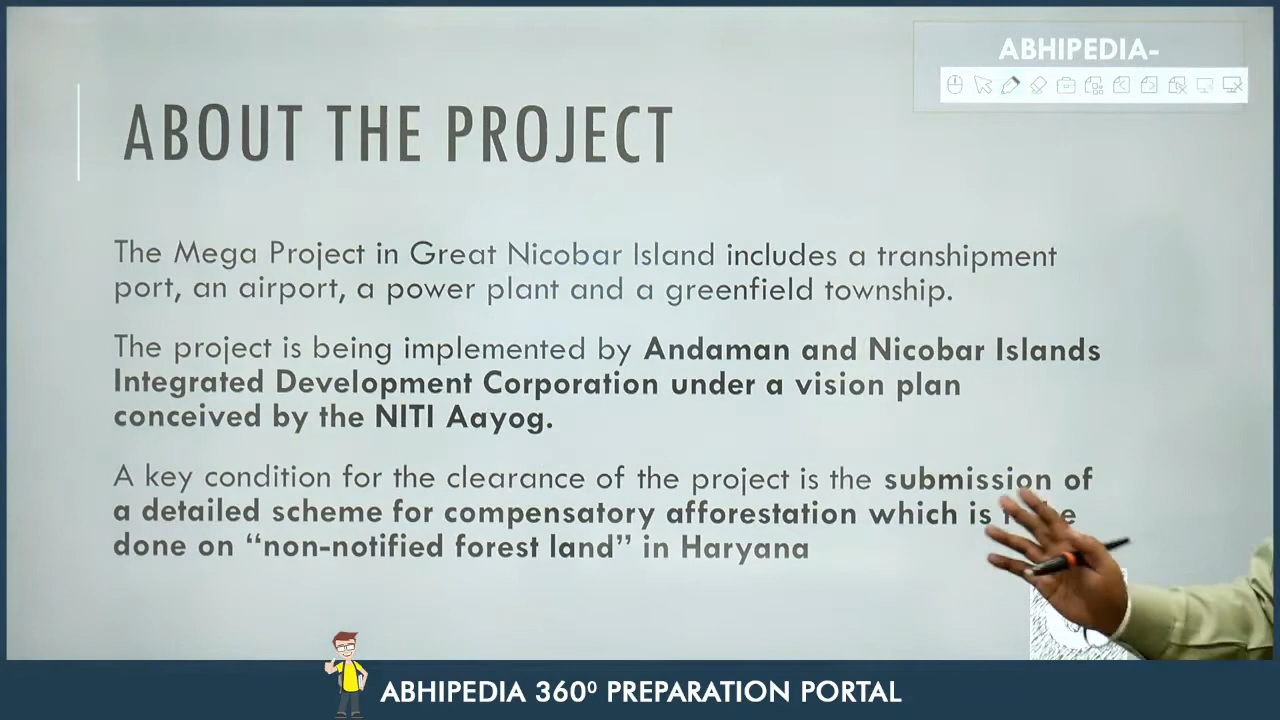 ABHIPEDIA-
ABOUT THE PROJECT
The Mega Project in Great Nicobar Island includes a transhipment
port, an airport, a power plant and a greenfield township.
The project is being implemented by Andaman and Nicobar Islands
Integrated Development Corporation under a vision plan
conceived by the NITI Aayog.
A key condition for the clearance of the project is the submission of
a detailed scheme for compensatory afforestation which is
done on “non-notified forest land” in Haryana
ABHIPEDIA 360⁰ PREPARATION PORTAL